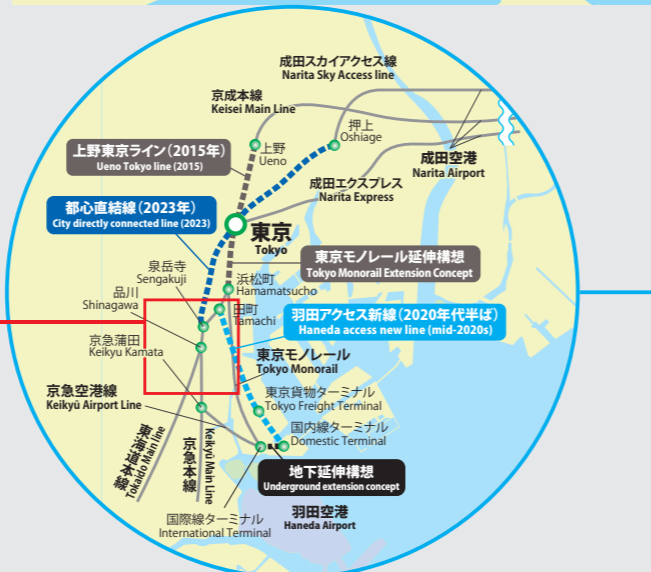 成田スカイアクセス線
Narita Sky Access line
京成本線
Keisei Main Line
押上
Oshiage
上野東京ライン(2015年)
Ueno Tokyo line (2015)
上野
Ueno
成田空港
Narita Airport
成田エクスプレス
Narita Express
都心直結線(2023年)
City directly connected line (2023)
東京
Tokyo
東京モノレール延伸構想
Tokyo Monorail Extension Concept
泉岳寺
Sengakuji
浜松町
Hamamatsucho
品川
Shinagawa
田町
Tamachi
羽田アクセス新線(2020年代半ば)
Haneda access new line (mid-2020s)
京急蒲田
Keikyu Kamata
東京モノレール
Tokyo Monorail
京急空港線
Keikyū Airport Line
東京貨物ターミナル
Tokyo Freight Terminal
国内線ターミナル
Domestic Terminal
東海道本線
Tokaido Main line
京急本線
Keikyū Main Line
地下延伸構想
Underground extension concept
国際線ターミナル
International Terminal
羽田空港
Haneda Airport